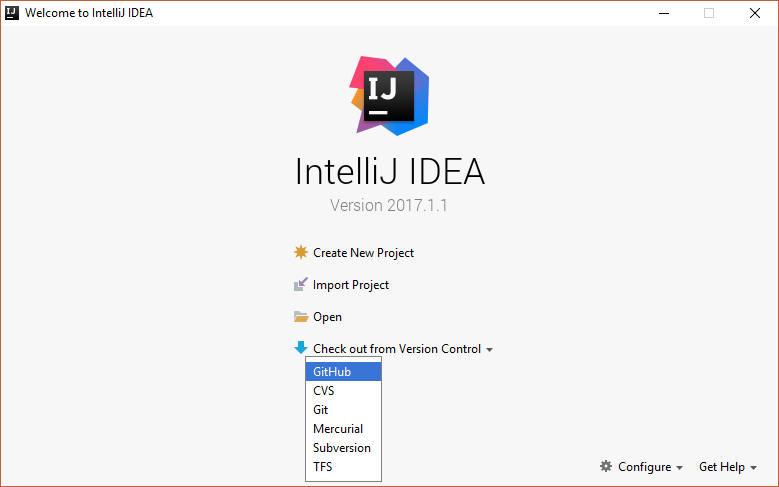 Welcome to IntelliJ IDEA
IJ
IntelliJ IDEA
Version 2017.1.1
Create New Project
Import Project
Open
Check out from Version Control
GitHub
CVS
Git
Mercurial
Subversion
TFS
Configure Get Help